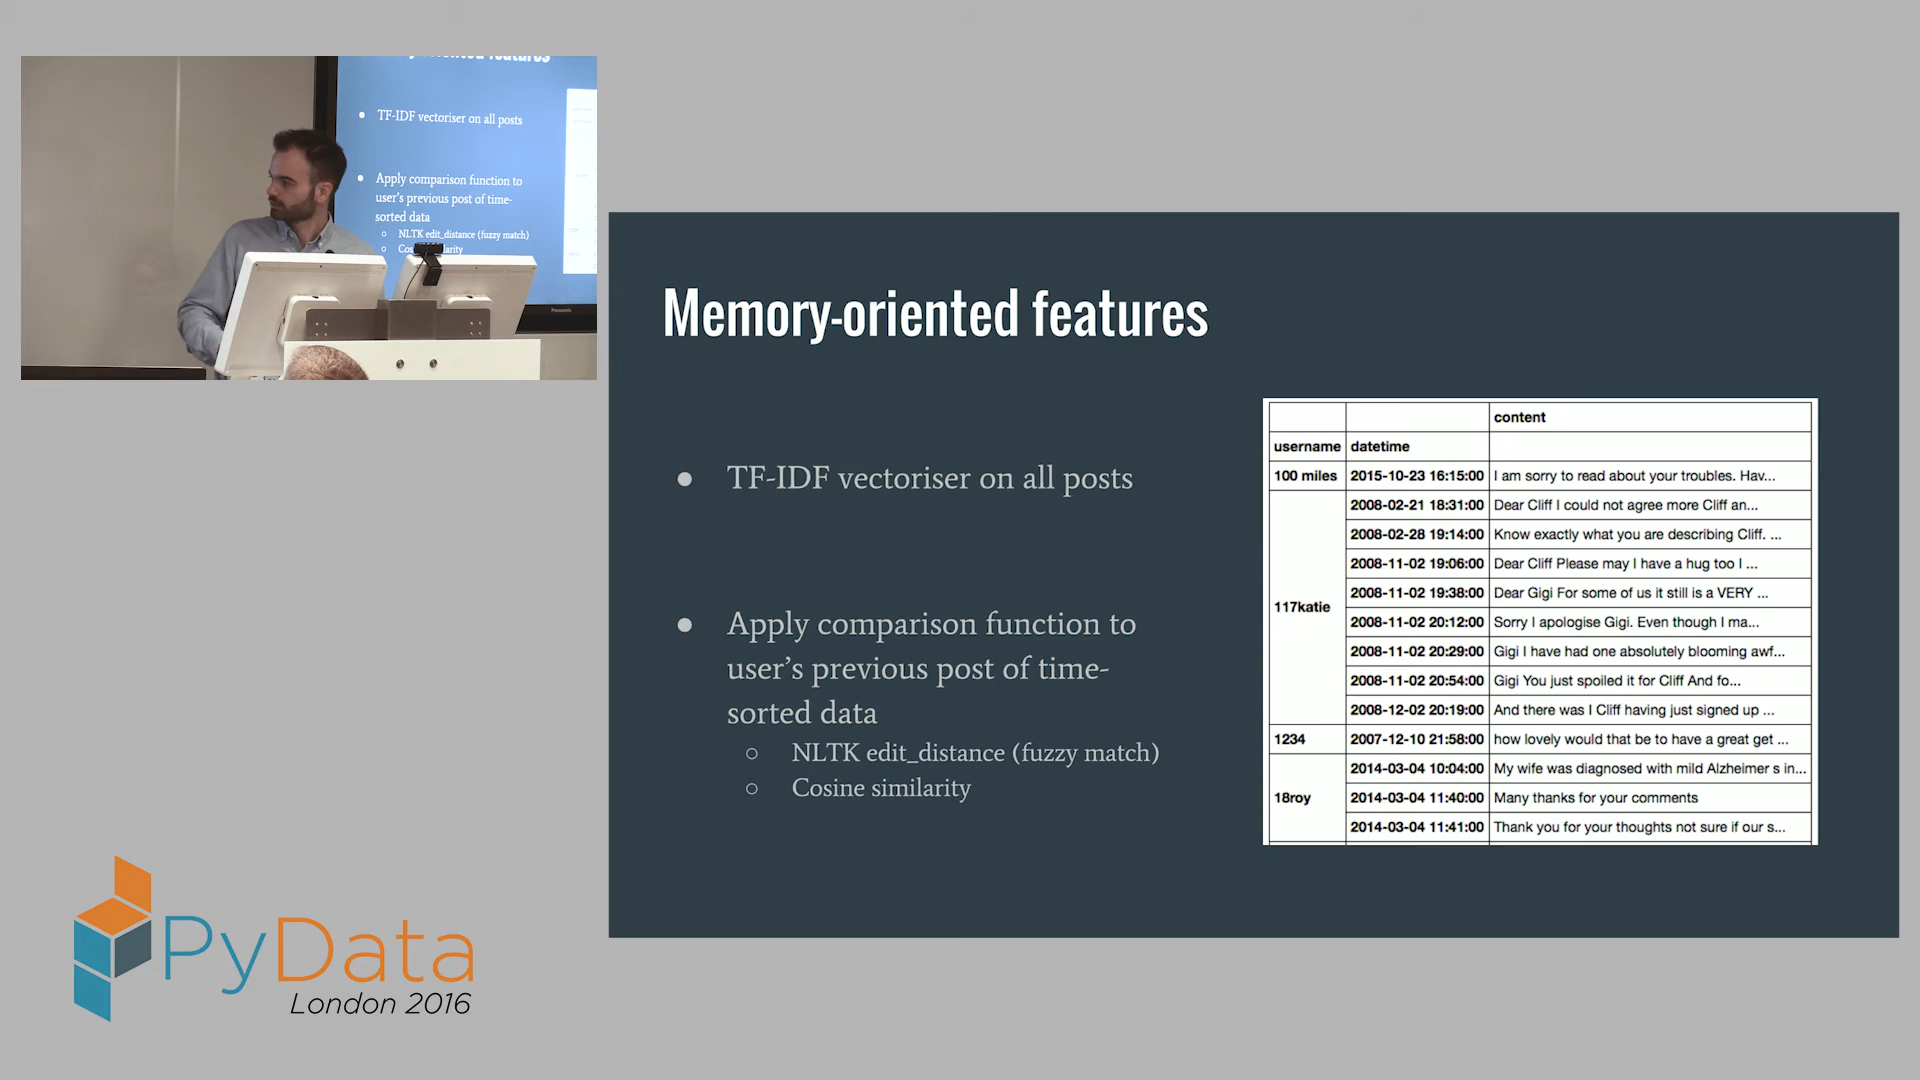 TF-IDF vectoriser on all posts
Apply comparison function to
user's previous post of time-
sorted data
NLTK edit_distance (fuzzy match)
Panasonic
Memory-oriented features
● TF-IDF vectoriser on all posts
● Apply comparison function to
user's previous post of time-
sorted data
○ NLTK edit_distance (fuzzy match)
○ Cosine similarity
content
username datetime
100 miles 2015-10-23 16:15:00 I am sorry to read about your troubles. Hav...
117katie
2008-02-21 18:31:00 Dear Cliff I could not agree more Cliff an...
2008-02-28 19:14:00 Know exactly what you are describing Cliff. ...
2008-11-02 19:06:00 Dear Cliff Please may I have a hug too I ...
2008-11-02 19:38:00 Dear Gigi For some of us it still is a VERY ...
2008-11-02 20:12:00 Sorry I apologise Gigi. Even though I ma...
2008-11-02 20:29:00 Gigi I have had one absolutely blooming awf...
2008-11-02 20:54:00 Gigi You just spoiled it for Cliff And fo...
2008-12-02 20:19:00 And there was I Cliff having just signed up ...
1234 2007-12-10 21:58:00 how lovely would that be to have a great get ...
18roy
2014-03-04 10:04:00 My wife was diagnosed with mild Alzheimer s in...
2014-03-04 11:40:00 Many thanks for your comments
2014-03-04 11:41:00 Thank you for your thoughts not sure if our s...
PyData
London 2016